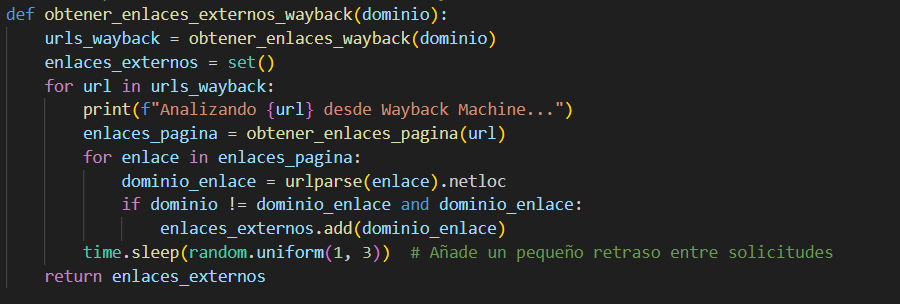 def obtener_enlaces_externos_wayback(dominio):
    urls_wayback = obtener_enlaces_wayback(dominio)
    enlaces_externos = set()
    for url in urls_wayback:
        print(f"Analizando {url} desde Wayback Machine...")
        enlaces_pagina = obtener_enlaces_pagina(url)
        for enlace in enlaces_pagina:
            dominio_enlace = urlparse(enlace).netloc
            if dominio != dominio_enlace and dominio_enlace:
                enlaces_externos.add(dominio_enlace)
        time.sleep(random.uniform(1, 3))  # Añade un pequeño retraso entre solicitudes
    return enlaces_externos